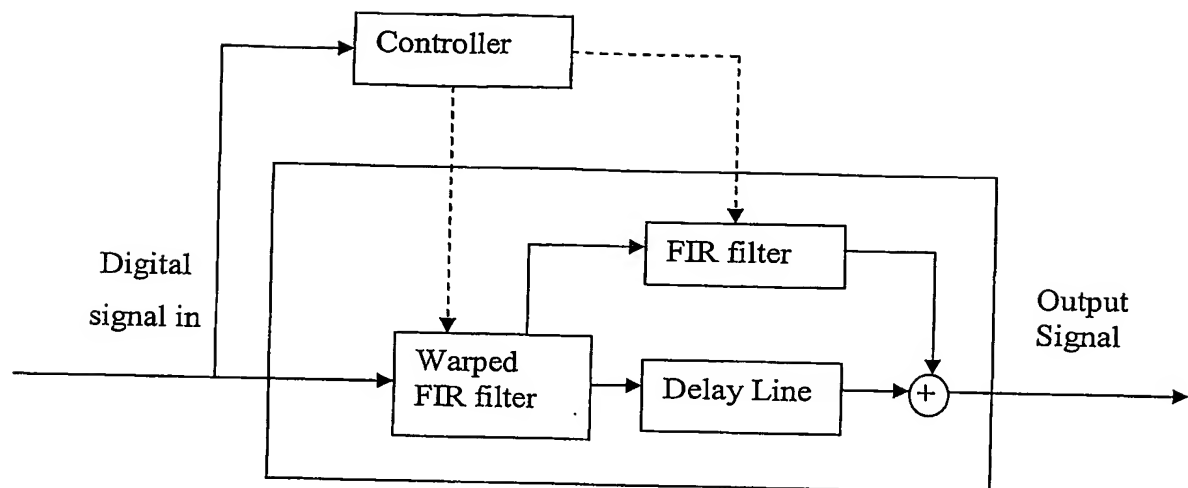 Controller
FIR filter
Digital
signal in
Output
Signal
Warped
FIR filter
Delay Line
+